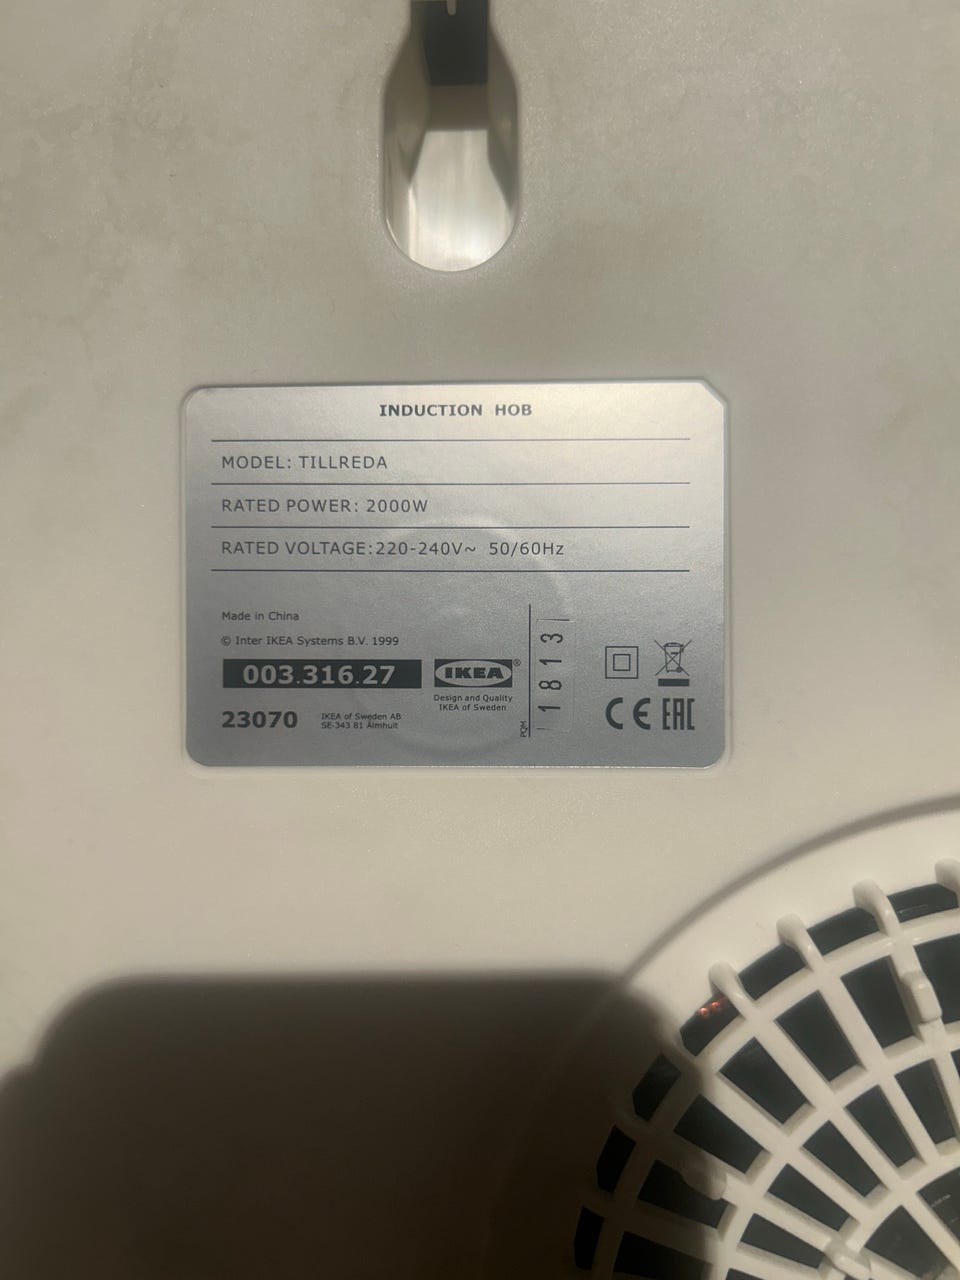 INDUCTION HOB
MODEL: TILLREDA
RATED POWER: 2000W
RATED VOLTAGE:220-240V~ 50/60Hz
Made in China
© Inter IKEA Systems B.V. 1999
003.316.27
23070
IKEA of Sweden AB
SE-343 81 Älmhult
IKEA®
Design and Quality
IKEA of Sweden
PQM
1813
CE EAC